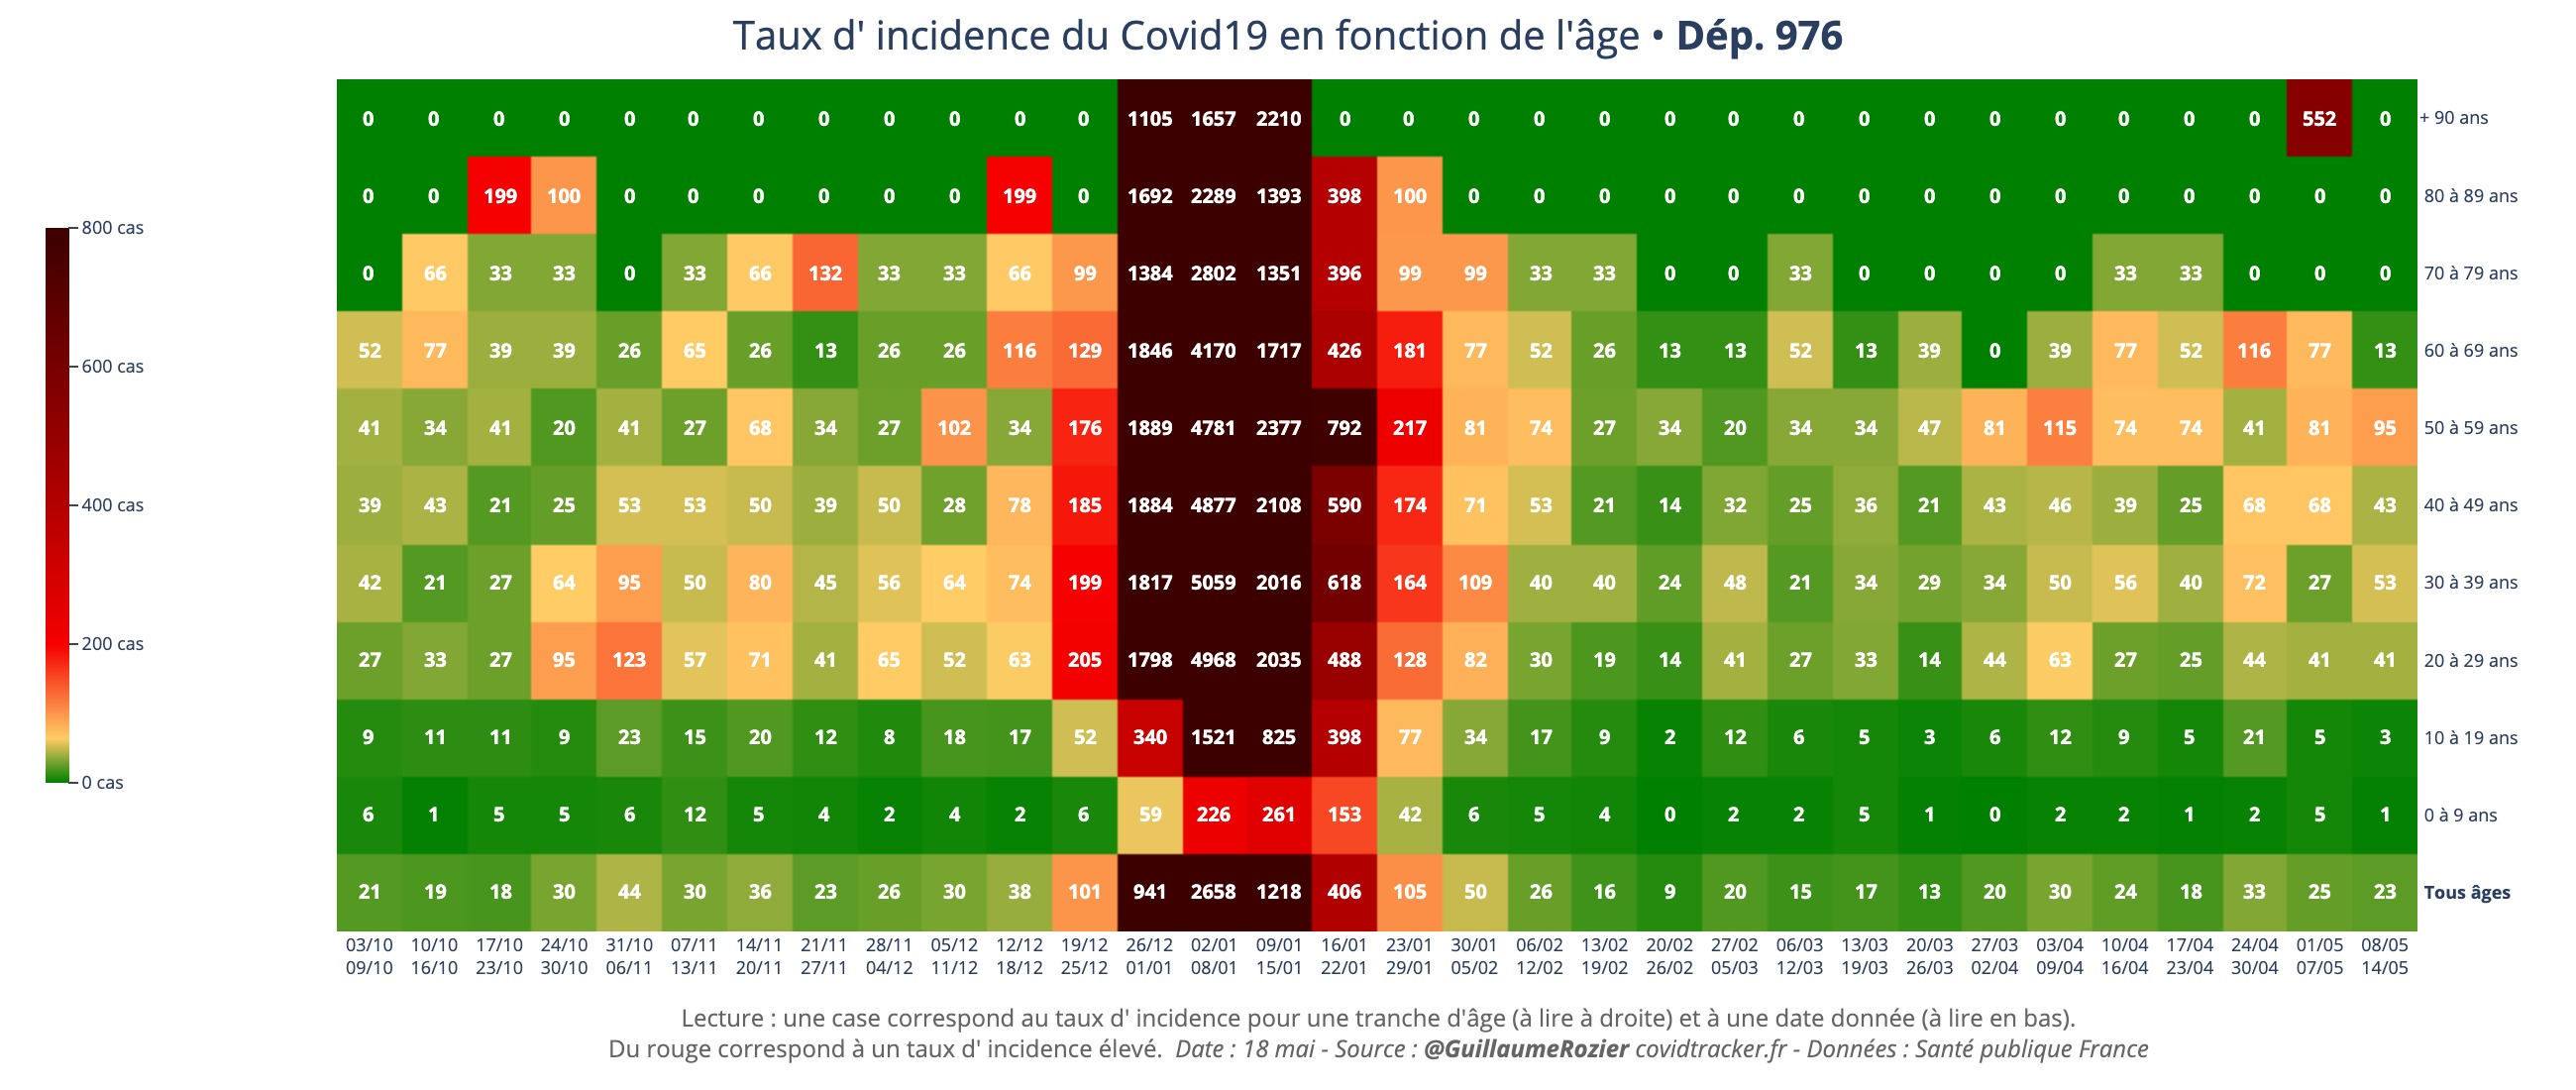 Taux d' incidence du Covid19 en fonction de l'âge • Dép. 976
800 cas
600 cas
400 cas
200 cas
0 cas
0 0 0 0 0 0 0 0 0 0 0 0 1105 1657 2210 0 0 0 0 0 0 0 0 0 0 0 0 0 0 0 552 0 + 90 ans
0 0 199 100 0 0 0 0 0 0 199 0 1692 2289 1393 398 100 0 0 0 0 0 0 0 0 0 0 0 0 0 0 0 80 à 89 ans
0 66 33 33 0 33 66 132 33 33 66 99 1384 2802 1351 396 99 99 33 33 0 0 33 0 0 0 0 33 33 0 0 0 70 à 79 ans
52 77 39 39 26 65 26 13 26 26 116 129 1846 4170 1717 426 181 77 52 26 13 13 52 13 39 0 39 77 52 116 77 13 60 à 69 ans
41 34 41 20 41 27 68 34 27 102 34 176 1889 4781 2377 792 217 81 74 27 34 20 34 34 47 81 115 74 74 41 81 95 50 à 59 ans
39 43 21 25 53 53 50 39 50 28 78 185 1884 4877 2108 590 174 71 53 21 14 32 25 36 21 43 46 39 25 68 68 43 40 à 49 ans
42 21 27 64 95 50 80 45 56 64 74 199 1817 5059 2016 618 164 109 40 40 24 48 21 34 29 34 50 56 40 72 27 53 30 à 39 ans
27 33 27 95 123 57 71 41 65 52 63 205 1798 4968 2035 488 128 82 30 19 14 41 27 33 14 44 63 27 25 44 41 41 20 à 29 ans
9 11 11 9 23 15 20 12 8 18 17 52 340 1521 825 398 77 34 17 9 2 12 6 5 3 6 12 9 5 21 5 3 10 à 19 ans
6 1 5 5 6 12 5 4 2 4 2 6 59 226 261 153 42 6 5 4 0 2 2 5 1 0 2 2 1 2 5 1 0 à 9 ans
21 19 18 30 44 30 36 23 26 30 38 101 941 2658 1218 406 105 50 26 16 9 20 15 17 13 20 30 24 18 33 25 23 Tous âges
03/10 10/10 17/10 24/10 31/10 07/11 14/11 21/11 28/11 05/12 12/12 19/12 26/12 02/01 09/01 16/01 23/01 30/01 06/02 13/02 20/02 27/02 06/03 13/03 20/03 27/03 03/04 10/04 17/04 24/04 01/05 08/05
09/10 16/10 23/10 30/10 06/11 13/11 20/11 27/11 04/12 11/12 18/12 25/12 01/01 08/01 15/01 22/01 29/01 05/02 12/02 19/02 26/02 05/03 12/03 19/03 26/03 02/04 09/04 16/04 23/04 30/04 07/05 14/05
Lecture : une case correspond au taux d' incidence pour une tranche d'âge (à lire à droite) et à une date donnée (à lire en bas).
Du rouge correspond à un taux d' incidence élevé. Date : 18 mai - Source : @GuillaumeRozier covidtracker.fr - Données : Santé publique France